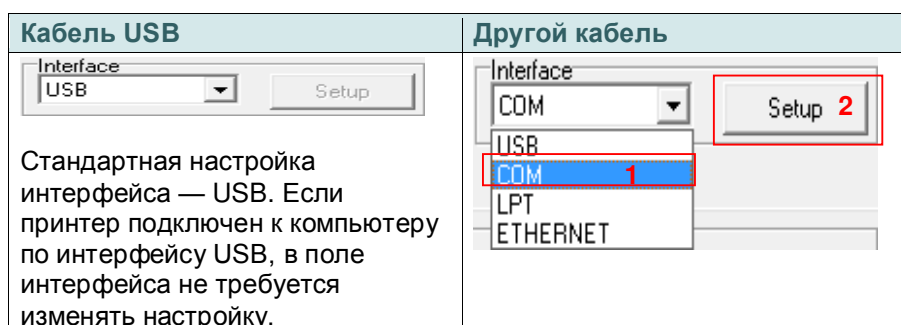 Кабель USB
Другой кабель
Interface
USB
Setup
Стандартная настройка
интерфейса — USB. Если
принтер подключен к компьютеру
по интерфейсу USB, в поле
интерфейса не требуется
изменять настройку.
Interface
COM
Setup 2
USB
COM 1
LPT
ETHERNET